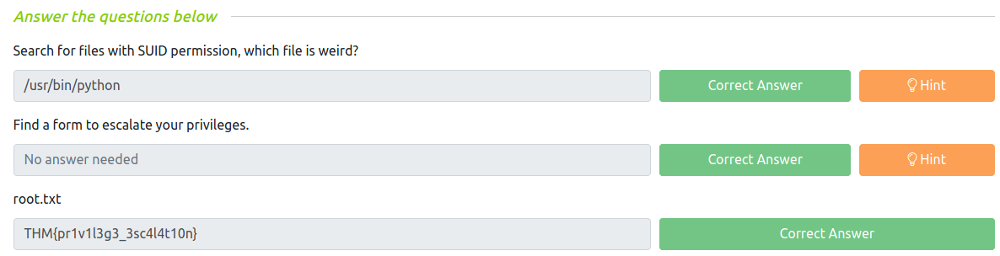 Answer the questions below
Search for files with SUID permission, which file is weird?
/usr/bin/python Correct Answer Hint
Find a form to escalate your privileges.
No answer needed Correct Answer Hint
root.txt
THM{pr1v1l3g3_3sc4l4t10n} Correct Answer